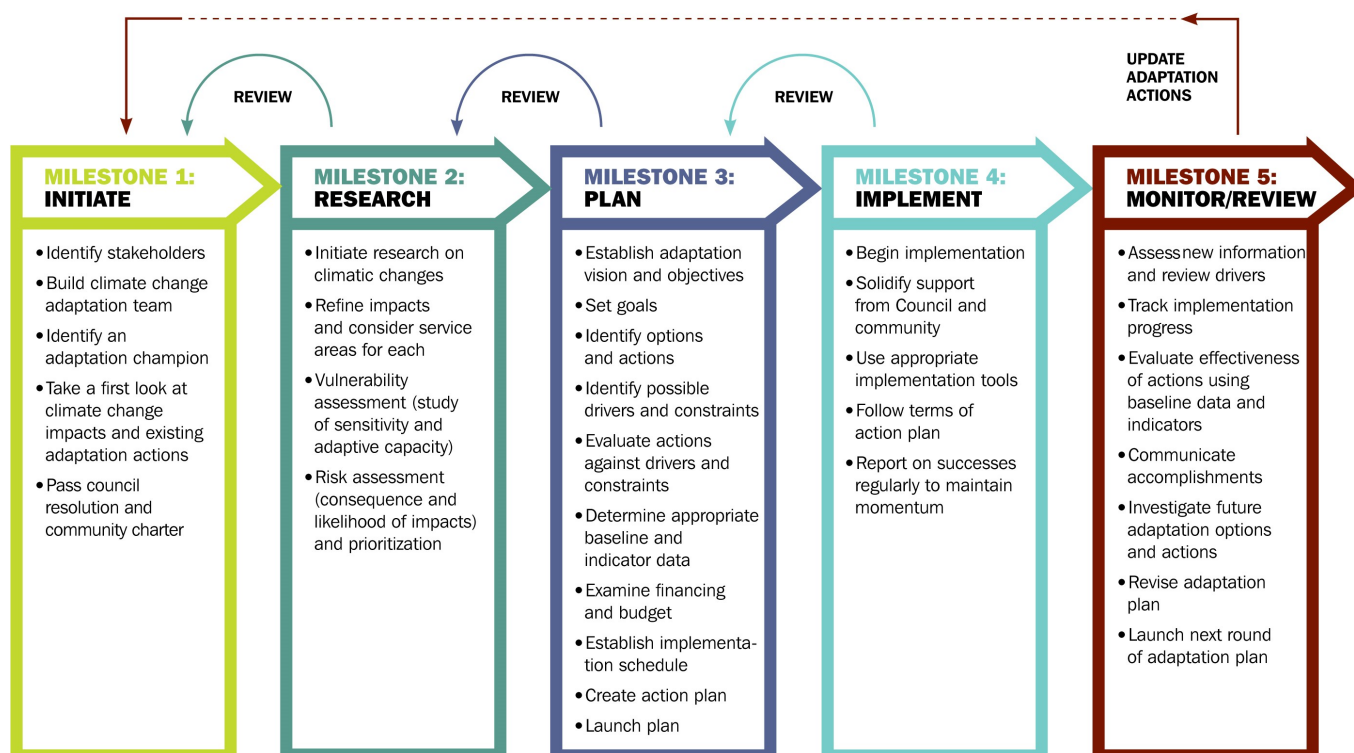 UPDATE
ADAPTATION
ACTIONS
REVIEW
REVIEW
REVIEW
MILESTONE 1:
INITIATE
• Identify stakeholders
• Build climate change
adaptation team
• Identify an
adaptation champion
• Take a first look at
climate change
impacts and existing
adaptation actions
• Pass council
resolution and
community charter
MILESTONE 2:
RESEARCH
• Initiate research on
climatic changes
• Refine impacts
and consider service
areas for each
• Vulnerability
assessment (study
of sensitivity and
adaptive capacity)
• Risk assessment
(consequence and
likelihood of impacts)
and prioritization
MILESTONE 3:
PLAN
• Establish adaptation
vision and objectives
• Set goals
• Identify options
and actions
• Identify possible
drivers and constraints
• Evaluate actions
against drivers and
constraints
• Determine appropriate
baseline and
indicator data
• Examine financing
and budget
• Establish implementa-
tion schedule
• Create action plan
• Launch plan
MILESTONE 4:
IMPLEMENT
• Begin implementation
• Solidify support
from Council and
community
• Use appropriate
implementation tools
• Follow terms of
action plan
• Report on successes
regularly to maintain
momentum
MILESTONE 5:
MONITOR/REVIEW
• Assess new information
and review drivers
• Track implementation
progress
• Evaluate effectiveness
of actions using
baseline data and
indicators
• Communicate
accomplishments
• Investigate future
adaptation options
and actions
• Revise adaptation
plan
• Launch next round
of adaptation plan